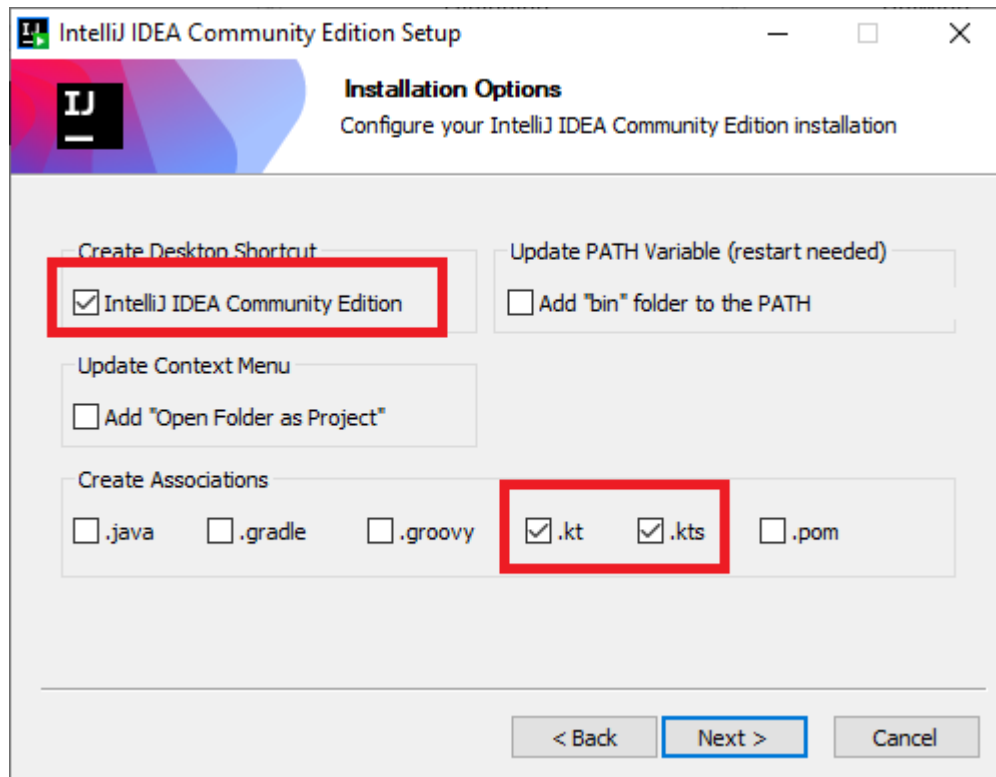 IntelliJ IDEA Community Edition Setup
IJ
Installation Options
Configure your IntelliJ IDEA Community Edition installation
Create Desktop Shortcut
IntelliJ IDEA Community Edition
Update PATH Variable (restart needed)
Add "bin" folder to the PATH
Update Context Menu
Add "Open Folder as Project"
Create Associations
.java .gradle .groovy .kt .kts .pom
< Back Next > Cancel